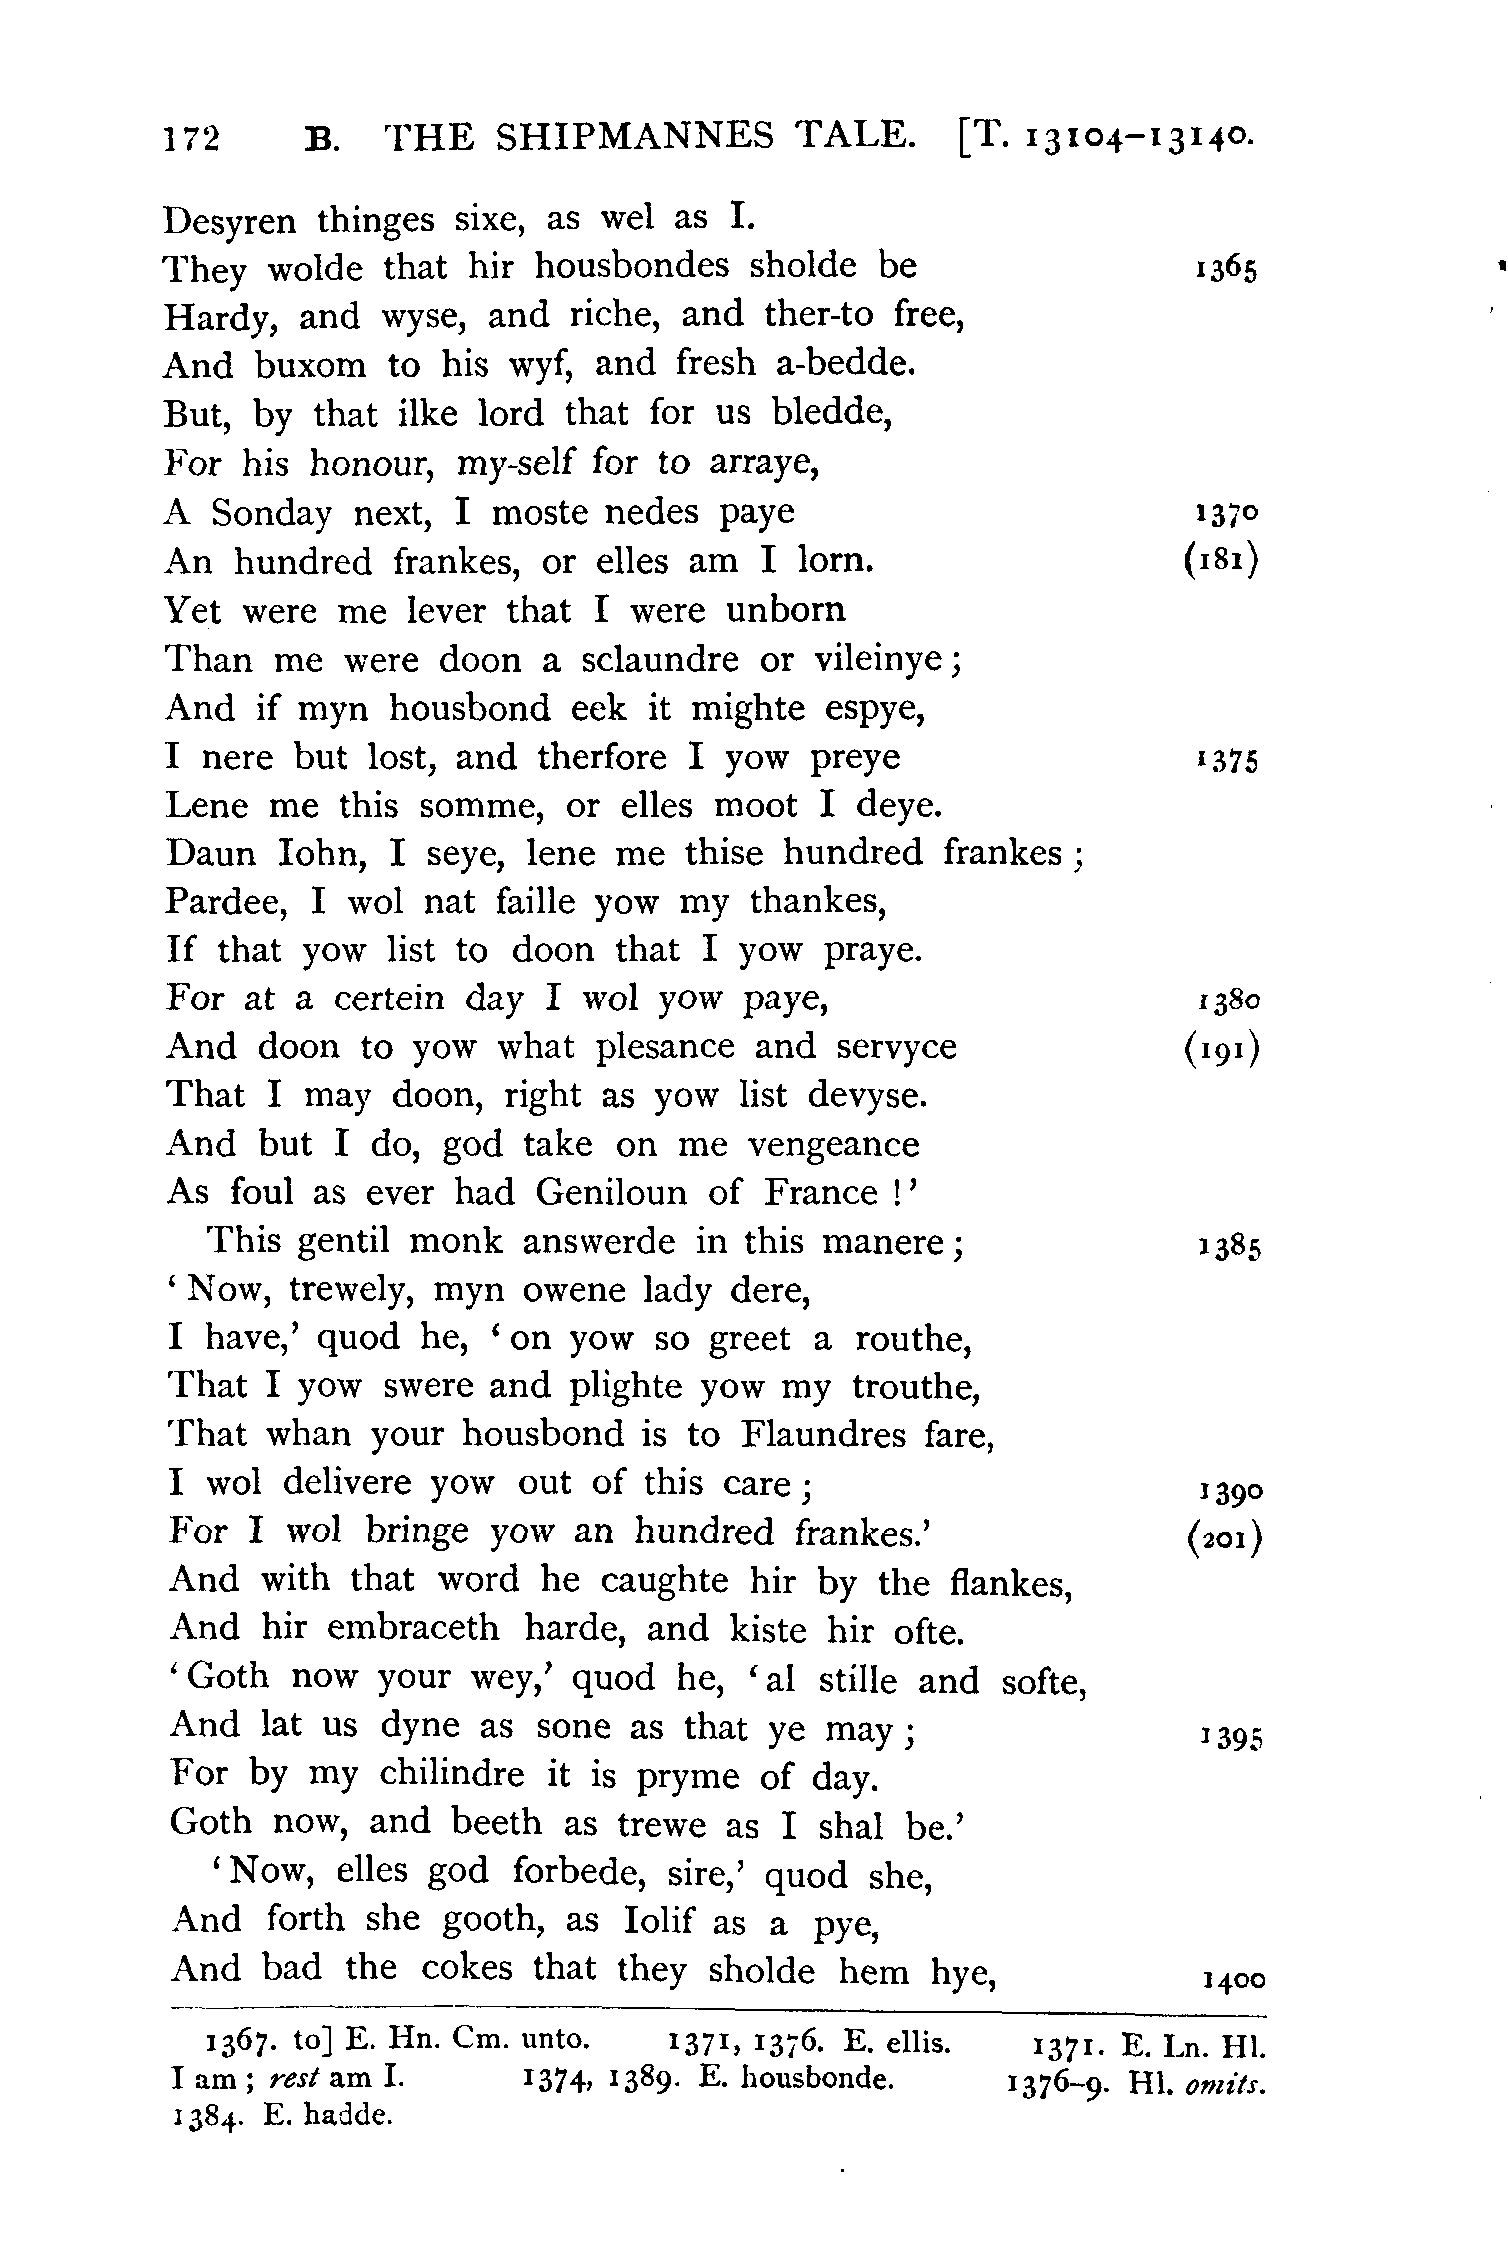 172 B. THE SHIPMANNES TALE. [T. 13104–13140.
Desyren thinges sixe, as wel as I.
They wolde that hir housbondes sholde be 1365
Hardy, and wyse, and riche, and ther-to free,
And buxom to his wyf, and fresh a-bedde.
But, by that ilke lord that for us bledde,
For his honour, my-self for to arraye,
A Sonday next, I moste nedes paye 1370
An hundred frankes, or elles am I lorn. (181)
Yet were me lever that I were unborn
Than me were doon a sclaundre or vileinye;
And if myn housbond eek it mighte espye,
I nere but lost, and therfore I yow preye 1375
Lene me this somme, or elles moot I deye.
Daun Iohn, I seye, lene me thise hundred frankes;
Pardee, I wol nat faille yow my thankes,
If that yow list to doon that I yow praye.
For at a certein day I wol yow paye, 1380
And doon to yow what plesance and servyce (191)
That I may doon, right as yow list devyse.
And but I do, god take on me vengeance
As foul as ever had Geniloun of France!’
This gentil monk answerde in this manere; 1385
‘Now, trewely, myn owene lady dere,
I have,’ quod he, ‘on yow so greet a routhe,
That I yow swere and plighte yow my trouthe,
That whan your housbond is to Flaundres fare,
I wol delivere yow out of this care; 1390
For I wol bringe yow an hundred frankes.’ (201)
And with that word he caughte hir by the flankes,
And hir embraceth harde, and kiste hir ofte.
‘Goth now your wey,’ quod he, ‘al stille and softe,
And lat us dyne as sone as that ye may; 1395
For by my chilindre it is pryme of day.
Goth now, and beeth as trewe as I shal be.’
‘Now, elles god forbede, sire,’ quod she,
And forth she gooth, as Iolif as a pye,
And bad the cokes that they sholde hem hye, 1400
1367. to] E. Hn. Cm. unto. 1371, 1376. E. ellis. 1371. E. Ln. Hl.
I am; rest am I. 1374, 1389. E. housbonde. 1376–9. Hl. omits.
1384. E. hadde.